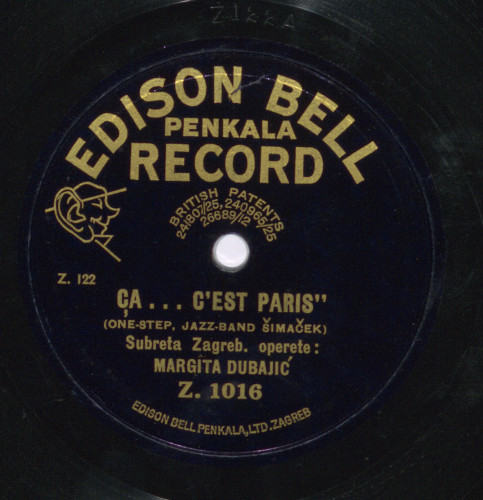 Z122A
EDISON BELL
PENKALA
RECORD
BRITISH PATENTS
24180/25, 240966/25
26689/12
Z. 122
ÇA . . . C'EST PARIS"
(ONE-STEP, JAZZ-BAND ŠIMAČEK)
Subreta Zagreb. operete:
MARGITA DUBAJIĆ
Z. 1016
EDISON BELL PENKALA, LTD. ZAGREB